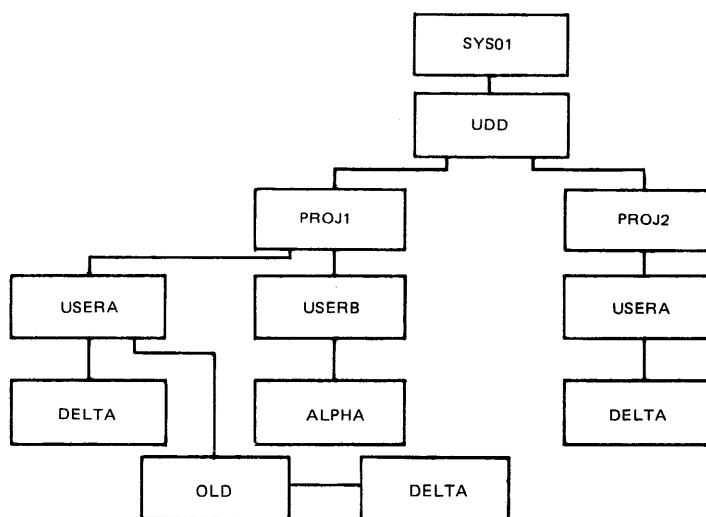 SYS01
UDD
PROJ1
PROJ2
USERA
USERB
USERA
DELTA
ALPHA
DELTA
OLD
DELTA